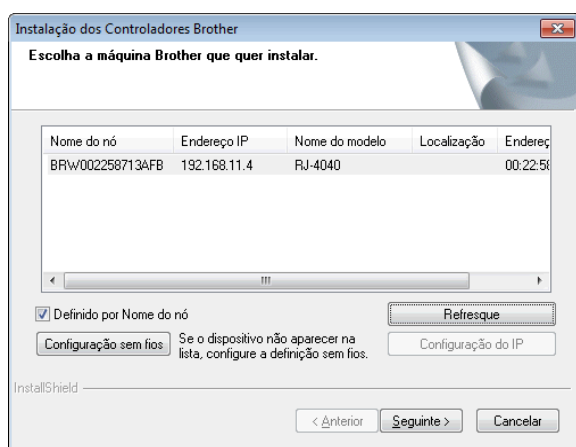 Instalação dos Controladores Brother
Escolha a máquina Brother que quer instalar.
Nome do nó Endereço IP Nome do modelo Localização Endereç
BRW002258713AFB 192.168.11.4 RJ-4040 00:22:58
Definido por Nome do nó
Refresque
Configuração sem fios
Se o dispositivo não aparecer na
lista, configure a definição sem fios.
Configuração do IP
InstallShield
< Anterior Seguinte > Cancelar